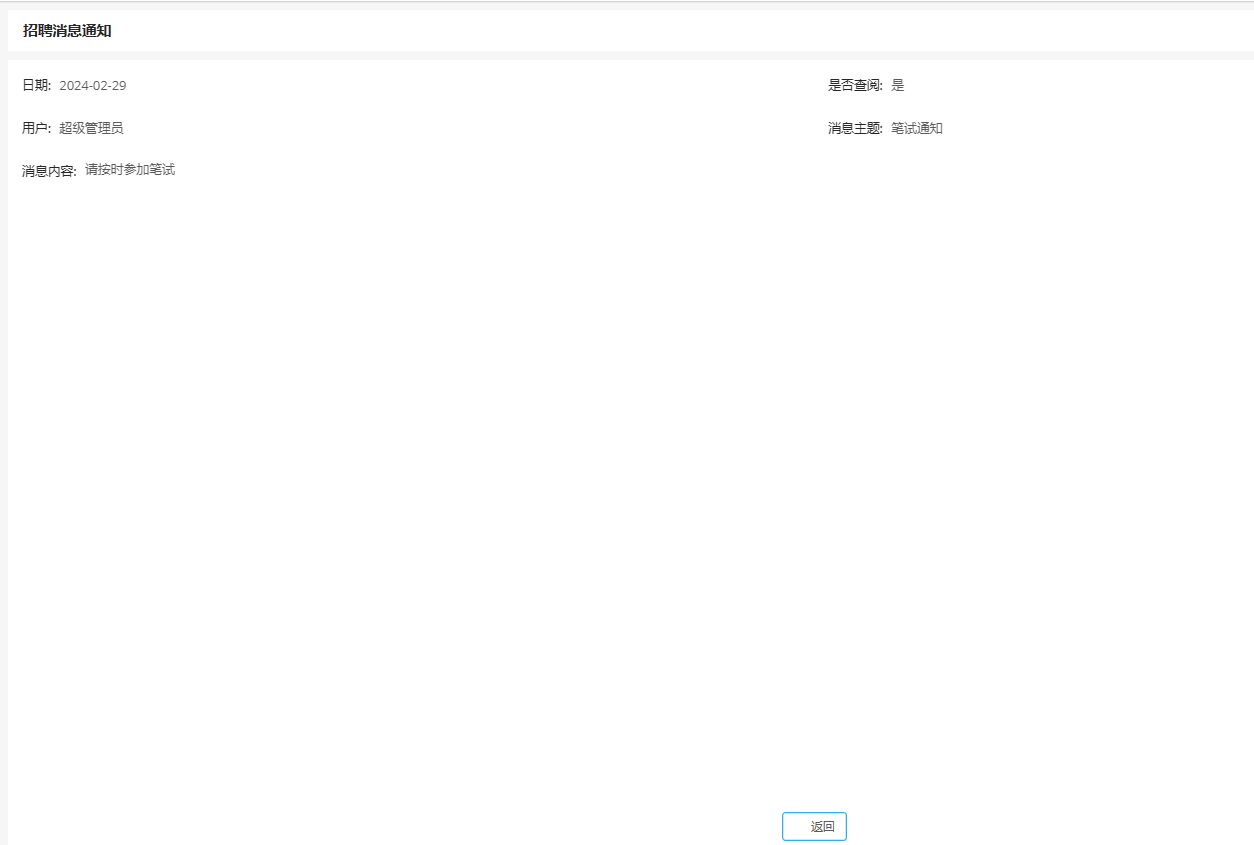 招聘消息通知
日期: 2024-02-29 是否查阅: 是
用户: 超级管理员 消息主题: 笔试通知
消息内容: 请按时参加笔试
返回